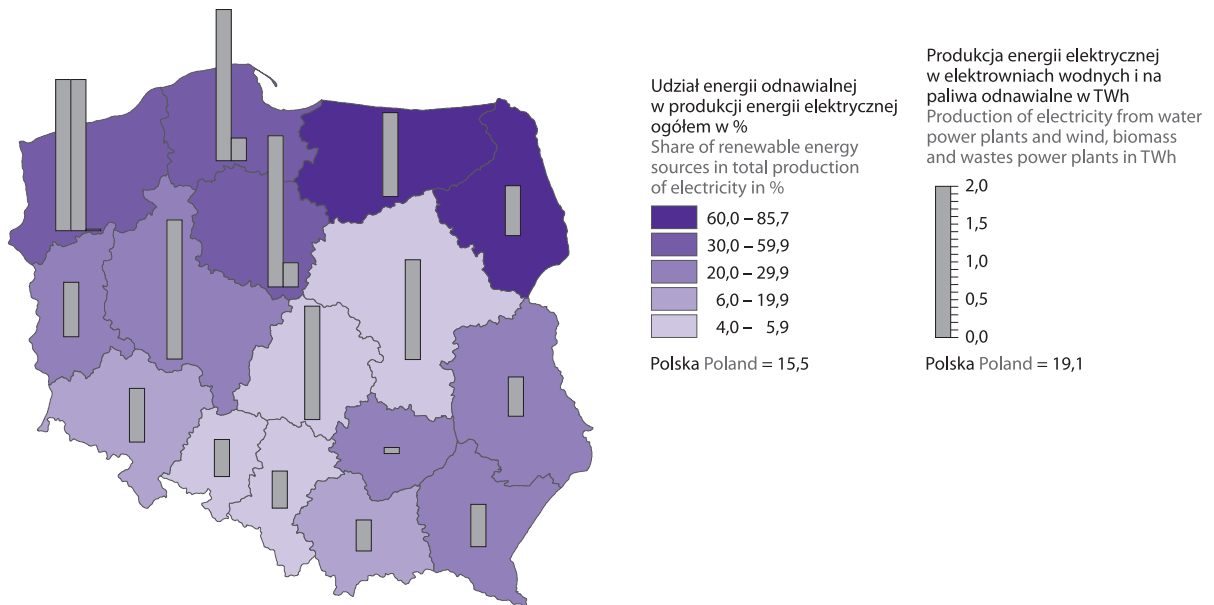 Udział energii odnawialnej
w produkcji energii elektrycznej
ogółem w %
Share of renewable energy
sources in total production
of electricity in %
60,0 – 85,7
30,0 – 59,9
20,0 – 29,9
6,0 – 19,9
4,0 – 5,9
Polska Poland = 15,5
Produkcja energii elektrycznej
w elektrowniach wodnych i na
paliwa odnawialne w TWh
Production of electricity from water
power plants and wind, biomass
and wastes power plants in TWh
2,0
1,5
1,0
0,5
0,0
Polska Poland = 19,1